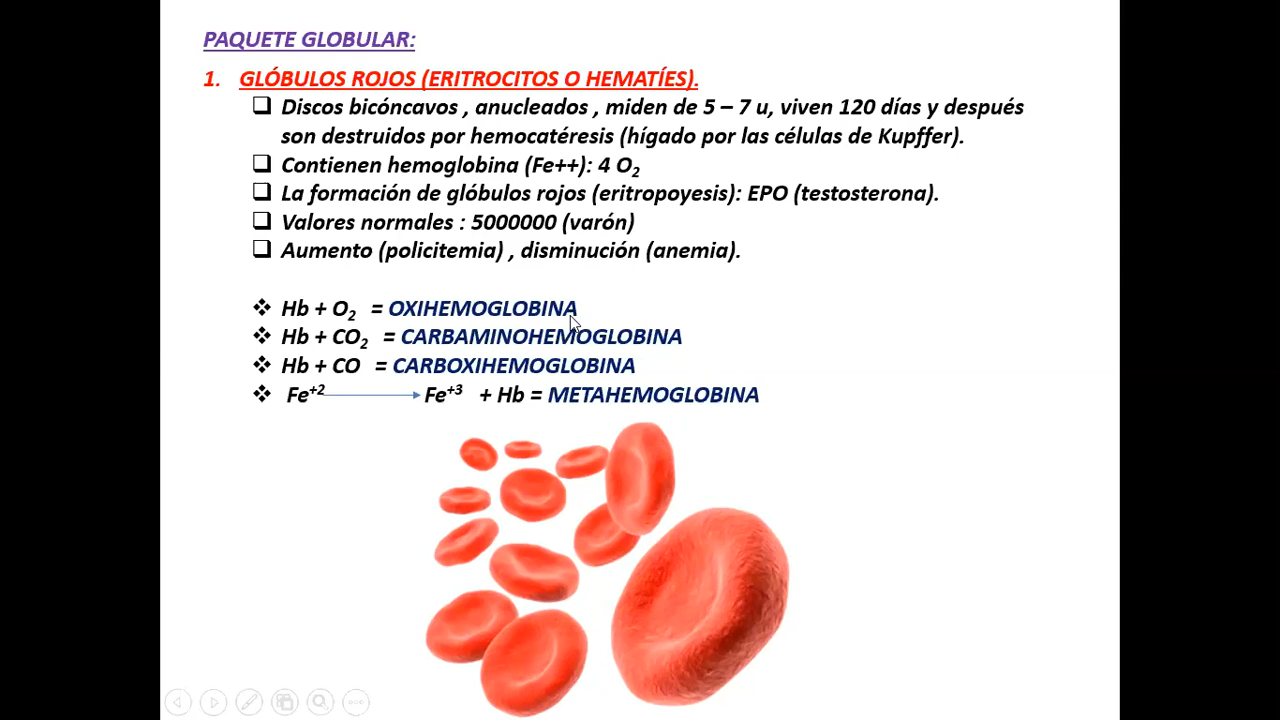 PAQUETE GLOBULAR:
1. GLÓBULOS ROJOS (ERITROCITOS O HEMATÍES).
❑ Discos bicóncavos , anucleados , miden de 5 – 7 u, viven 120 días y después
son destruidos por hemocatéresis (hígado por las células de Kupffer).
❑ Contienen hemoglobina (Fe++): 4 O₂
❑ La formación de glóbulos rojos (eritropoyesis): EPO (testosterona).
❑ Valores normales : 5000000 (varón)
❑ Aumento (policitemia) , disminución (anemia).
❖ Hb + O₂ = OXIHEMOGLOBINA
❖ Hb + CO₂ = CARBAMINOHEMOGLOBINA
❖ Hb + CO = CARBOXIHEMOGLOBINA
❖ Fe⁺² → Fe⁺³ + Hb = METAHEMOGLOBINA